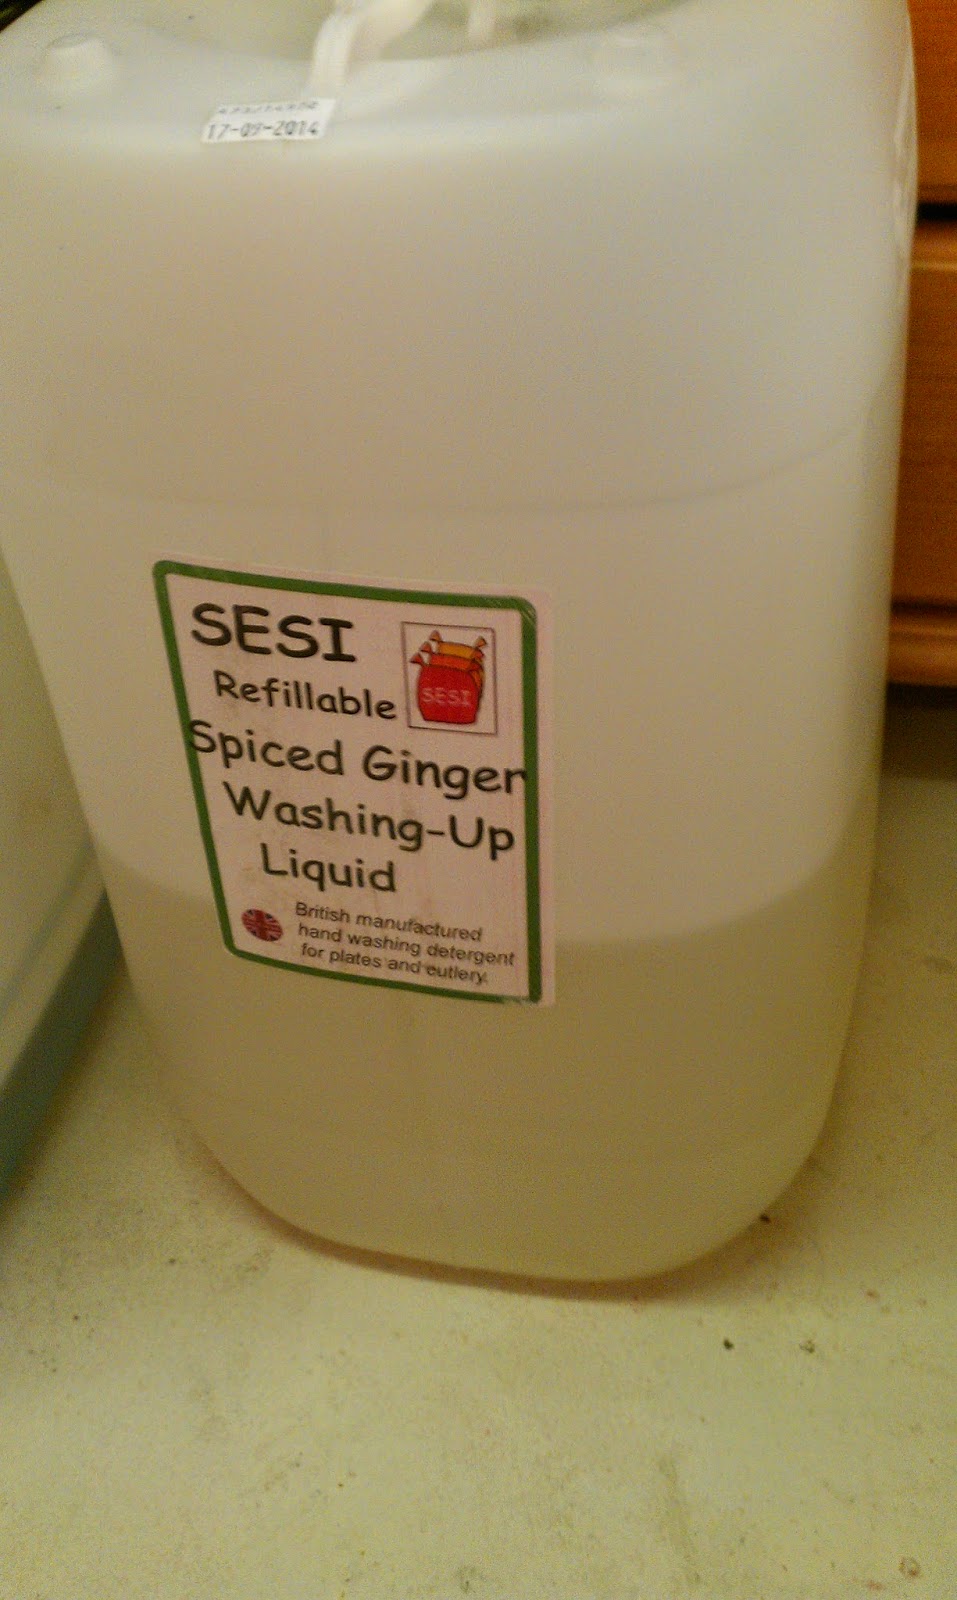 17-09-2014
SESI
SESI
Refillable
Spiced Ginger
Washing-Up
Liquid
British manufactured
hand washing detergent
for plates and cutlery.